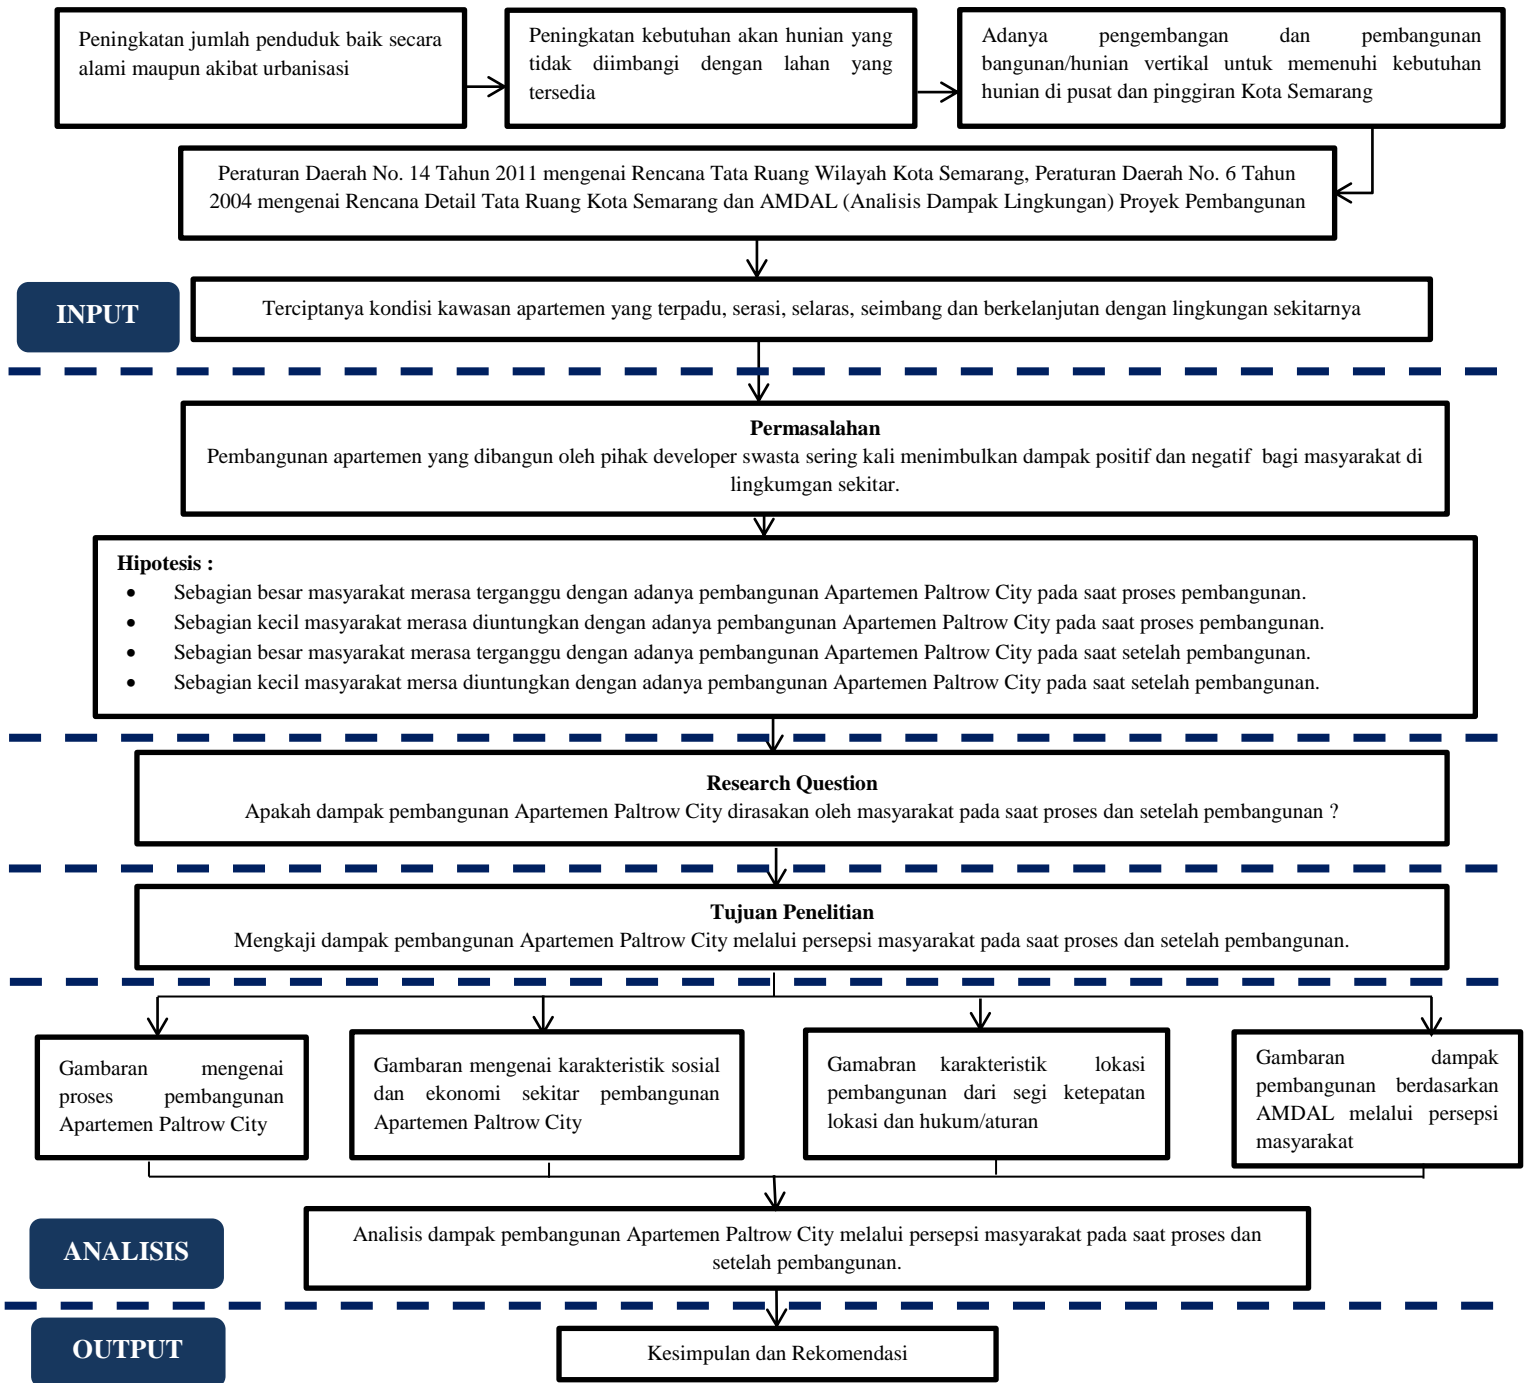 Peningkatan jumlah penduduk baik secara
alami maupun akibat urbanisasi
Peningkatan kebutuhan akan hunian yang
tidak diimbangi dengan lahan yang
tersedia
Adanya pengembangan dan pembangunan
bangunan/hunian vertikal untuk memenuhi kebutuhan
hunian di pusat dan pinggiran Kota Semarang
Peraturan Daerah No. 14 Tahun 2011 mengenai Rencana Tata Ruang Wilayah Kota Semarang, Peraturan Daerah No. 6 Tahun
2004 mengenai Rencana Detail Tata Ruang Kota Semarang dan AMDAL (Analisis Dampak Lingkungan) Proyek Pembangunan
INPUT
Terciptanya kondisi kawasan apartemen yang terpadu, serasi, selaras, seimbang dan berkelanjutan dengan lingkungan sekitarnya
Permasalahan
Pembangunan apartemen yang dibangun oleh pihak developer swasta sering kali menimbulkan dampak positif dan negatif bagi masyarakat di
lingkumgan sekitar.
Hipotesis :
• Sebagian besar masyarakat merasa terganggu dengan adanya pembangunan Apartemen Paltrow City pada saat proses pembangunan.
• Sebagian kecil masyarakat merasa diuntungkan dengan adanya pembangunan Apartemen Paltrow City pada saat proses pembangunan.
• Sebagian besar masyarakat merasa terganggu dengan adanya pembangunan Apartemen Paltrow City pada saat setelah pembangunan.
• Sebagian kecil masyarakat mersa diuntungkan dengan adanya pembangunan Apartemen Paltrow City pada saat setelah pembangunan.
Research Question
Apakah dampak pembangunan Apartemen Paltrow City dirasakan oleh masyarakat pada saat proses dan setelah pembangunan ?
Tujuan Penelitian
Mengkaji dampak pembangunan Apartemen Paltrow City melalui persepsi masyarakat pada saat proses dan setelah pembangunan.
Gambaran mengenai
proses pembangunan
Apartemen Paltrow City
Gambaran mengenai karakteristik sosial
dan ekonomi sekitar pembangunan
Apartemen Paltrow City
Gamabran karakteristik lokasi
pembangunan dari segi ketepatan
lokasi dan hukum/aturan
Gambaran dampak
pembangunan berdasarkan
AMDAL melalui persepsi
masyarakat
ANALISIS
Analisis dampak pembangunan Apartemen Paltrow City melalui persepsi masyarakat pada saat proses dan
setelah pembangunan.
OUTPUT
Kesimpulan dan Rekomendasi